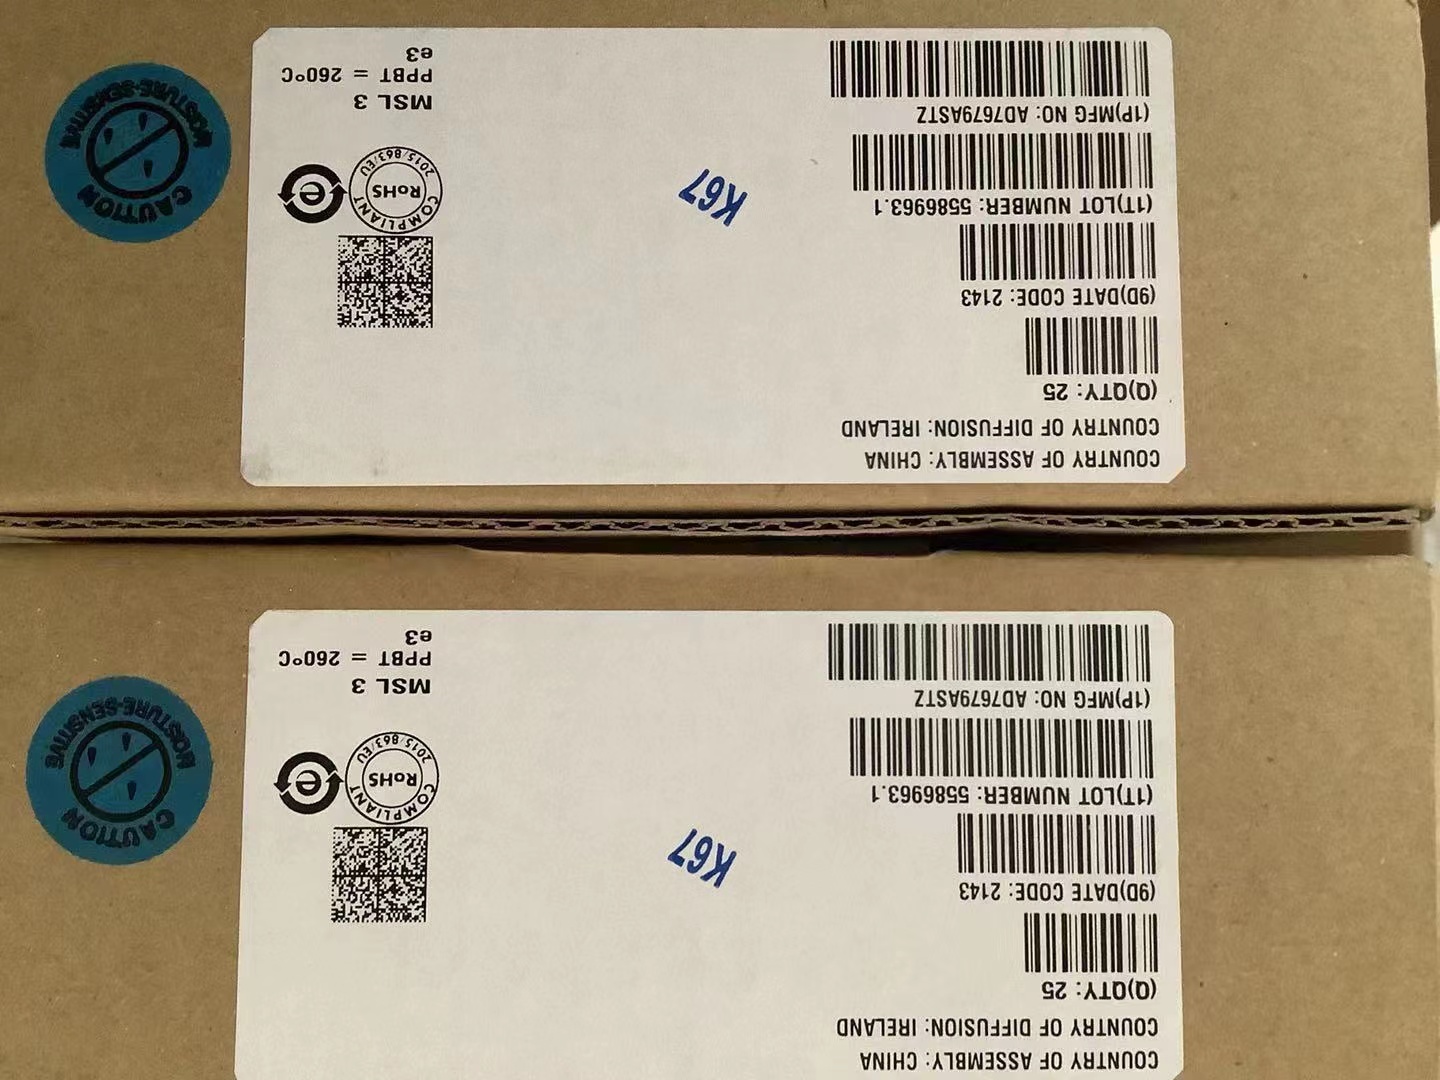 COUNTRY OF ASSEMBLY: CHINA
COUNTRY OF DIFFUSION: IRELAND
(Q)QTY: 25
(9D)DATE CODE: 2143
(1T)LOT NUMBER: 5586963.1
(1P)MFG NO: AD7679ASTZ
K67
COMPLIANT
RoHS
2015/863/EU
e
MSL 3
PPBT = 260°C
e3
CAUTION
MOISTURE-SENSITIVE
COUNTRY OF ASSEMBLY: CHINA
COUNTRY OF DIFFUSION: IRELAND
(Q)QTY: 25
(9D)DATE CODE: 2143
(1T)LOT NUMBER: 5586963.1
(1P)MFG NO: AD7679ASTZ
K67
COMPLIANT
RoHS
2015/863/EU
e
MSL 3
PPBT = 260°C
e3
CAUTION
MOISTURE-SENSITIVE